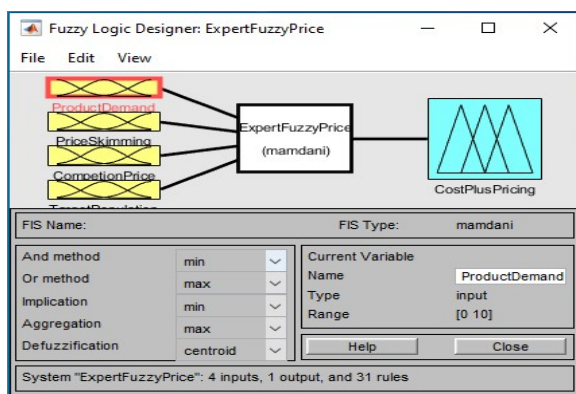 Fuzzy Logic Designer: ExpertFuzzyPrice
File Edit View
ProductDemand
PriceSkimming
CompetionPrice
TargetPopulation
ExpertFuzzyPrice
(mamdani)
CostPlusPricing
FIS Name: FIS Type: mamdani
And method min
Or method max
Implication min
Aggregation max
Defuzzification centroid
Current Variable
Name ProductDemand
Type input
Range [0 10]
Help Close
System "ExpertFuzzyPrice": 4 inputs, 1 output, and 31 rules